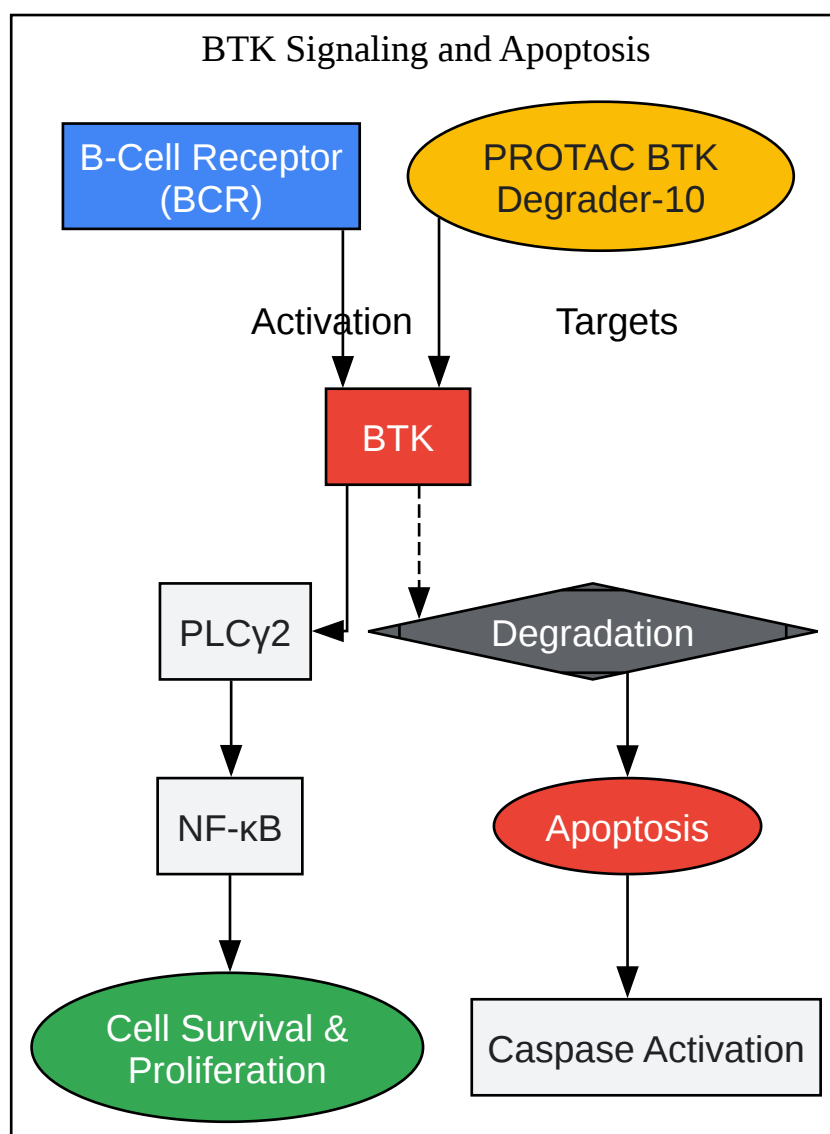 BTK Signaling and Apoptosis
B-Cell Receptor
(BCR)
PROTAC BTK
Degrader-10
Activation
Targets
BTK
PLCγ2
Degradation
NF-κB
Apoptosis
Cell Survival &
Proliferation
Caspase Activation